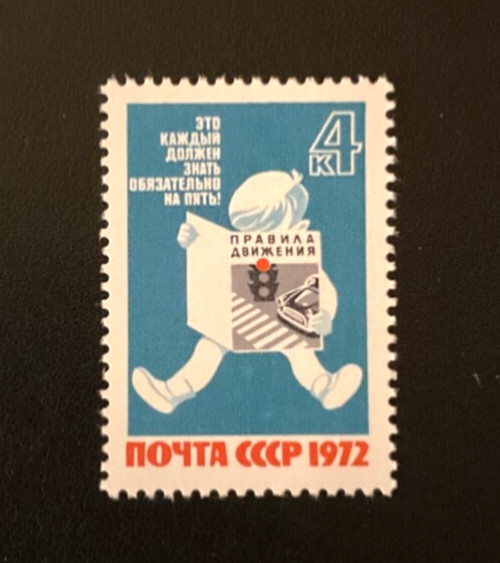 ЭТО
КАЖДЫЙ
ДОЛЖЕН
ЗНАТЬ
ОБЯЗАТЕЛЬНО
НА ПЯТЬ!
4
К
ПРАВИЛА
ДВИЖЕНИЯ
ПОЧТА СССР 1972